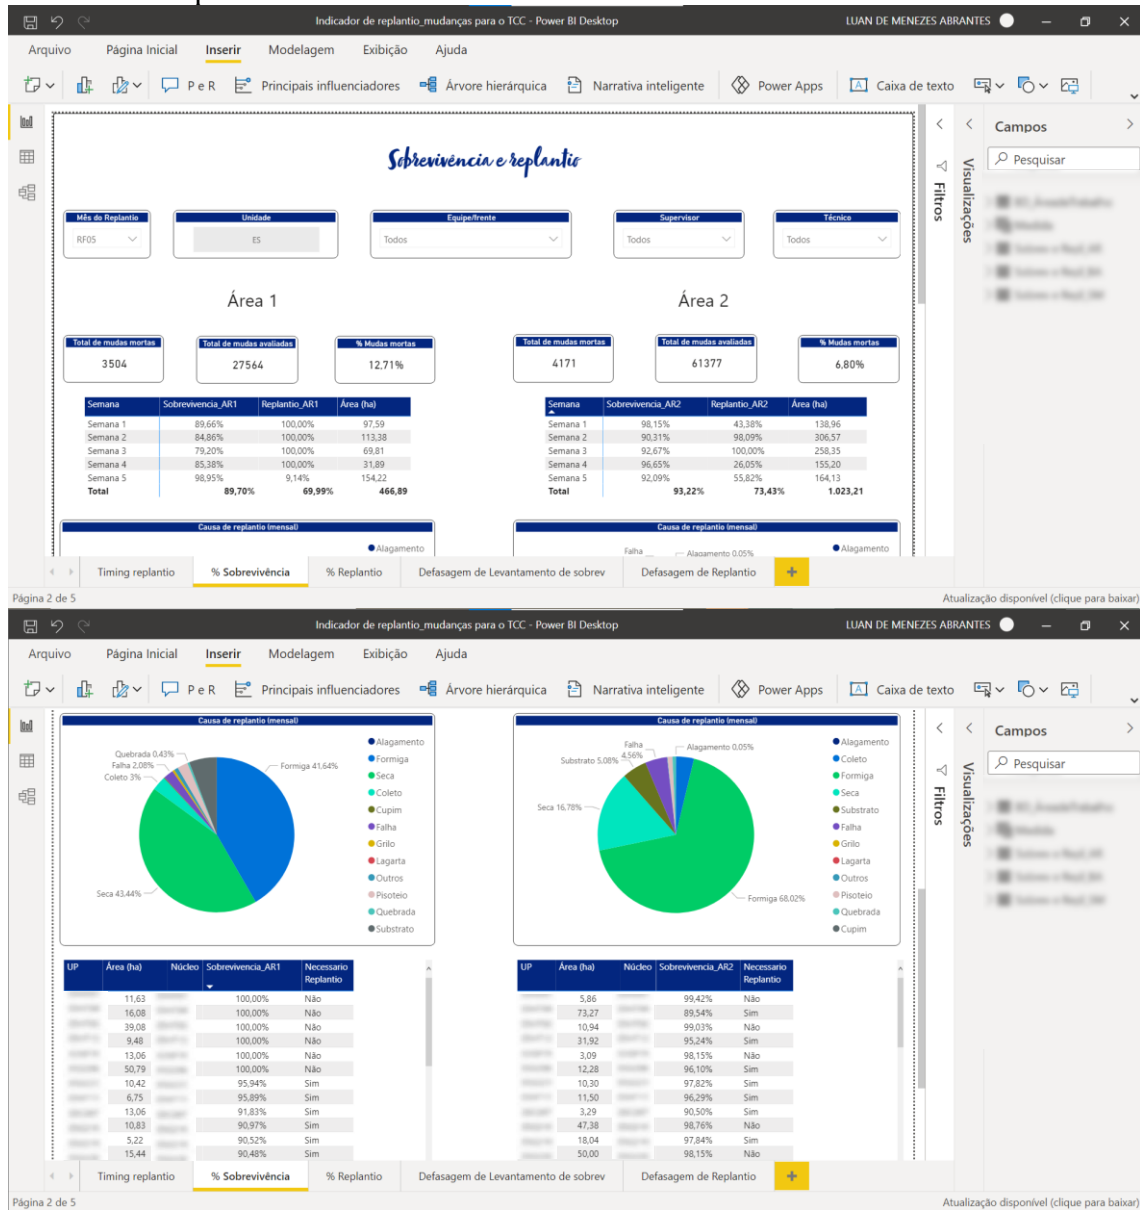 Indicador de replantio_mudanças para o TCC - Power BI Desktop LUAN DE MENEZES ABRANTES
Arquivo Página Inicial Inserir Modelagem Exibição Ajuda
P e R Principais influenciadores Árvore hierárquica Narrativa inteligente Power Apps Caixa de texto
Sobrevivência e replantio
Filtros
Visualizações
Campos
Pesquisar
Mês do Replantio Unidade Equipe/frente Supervisor Técnico
RF05 ES Todos Todos Todos
Área 1 Área 2
Total de mudas mortas Total de mudas avaliadas % Mudas mortas Total de mudas mortas Total de mudas avaliadas % Mudas mortas
3504 27564 12,71% 4171 61377 6,80%
Semana Sobrevivencia_AR1 Replantio_AR1 Área (ha) Semana Sobrevivencia_AR2 Replantio_AR2 Área (ha)
Semana 1 89,66% 100,00% 97,59 Semana 1 98,15% 43,38% 138,96
Semana 2 84,86% 100,00% 113,38 Semana 2 90,31% 98,09% 306,57
Semana 3 79,20% 100,00% 69,81 Semana 3 92,67% 100,00% 258,35
Semana 4 85,38% 100,00% 31,89 Semana 4 96,65% 26,05% 155,20
Semana 5 98,95% 9,14% 154,22 Semana 5 92,09% 55,82% 164,13
Total 89,70% 69,99% 466,89 Total 93,22% 73,43% 1.023,21
Causa de replantio (mensal) Causa de replantio (mensal)
Alagamento Falha Alagamento 0.05% Alagamento
Timing replantio % Sobrevivência % Replantio Defasagem de Levantamento de sobrev Defasagem de Replantio
Página 2 de 5 Atualização disponível (clique para baixar)
Indicador de replantio_mudanças para o TCC - Power BI Desktop LUAN DE MENEZES ABRANTES
Arquivo Página Inicial Inserir Modelagem Exibição Ajuda
P e R Principais influenciadores Árvore hierárquica Narrativa inteligente Power Apps Caixa de texto
Filtros
Visualizações
Campos
Pesquisar
Causa de replantio (mensal)
Quebrada 0.43%
Falha 2,08%
Coleto 3%
Formiga 41.64%
Seca 43.44%
Alagamento
Formiga
Seca
Coleto
Cupim
Falha
Grilo
Lagarta
Outros
Pisoteio
Quebrada
Substrato
Causa de replantio (mensal)
Falha
4,56%
Alagamento 0.05%
Substrato 5.08%
Seca 16,78%
Formiga 68.02%
Alagamento
Coleto
Formiga
Seca
Substrato
Falha
Grilo
Lagarta
Outros
Pisoteio
Quebrada
Cupim
UP Área (ha) Núcleo Sobrevivencia_AR1 Necessario Replantio
11,63 100,00% Não
16,08 100,00% Não
39,08 100,00% Não
9,48 100,00% Não
13,06 100,00% Não
50,79 100,00% Não
10,42 95,94% Sim
6,75 95,89% Sim
13,06 91,83% Sim
10,83 90,97% Sim
5,22 90,52% Sim
15,44 90,48% Sim
UP Área (ha) Núcleo Sobrevivencia_AR2 Necessario Replantio
5,86 99,42% Não
73,27 89,54% Sim
10,94 99,03% Não
31,92 95,24% Sim
3,09 98,15% Não
12,28 96,10% Sim
10,30 97,82% Sim
11,50 96,29% Sim
3,29 90,50% Sim
47,38 98,76% Não
18,04 97,84% Sim
50,00 98,15% Não
Timing replantio % Sobrevivência % Replantio Defasagem de Levantamento de sobrev Defasagem de Replantio
Página 2 de 5 Atualização disponível (clique para baixar)